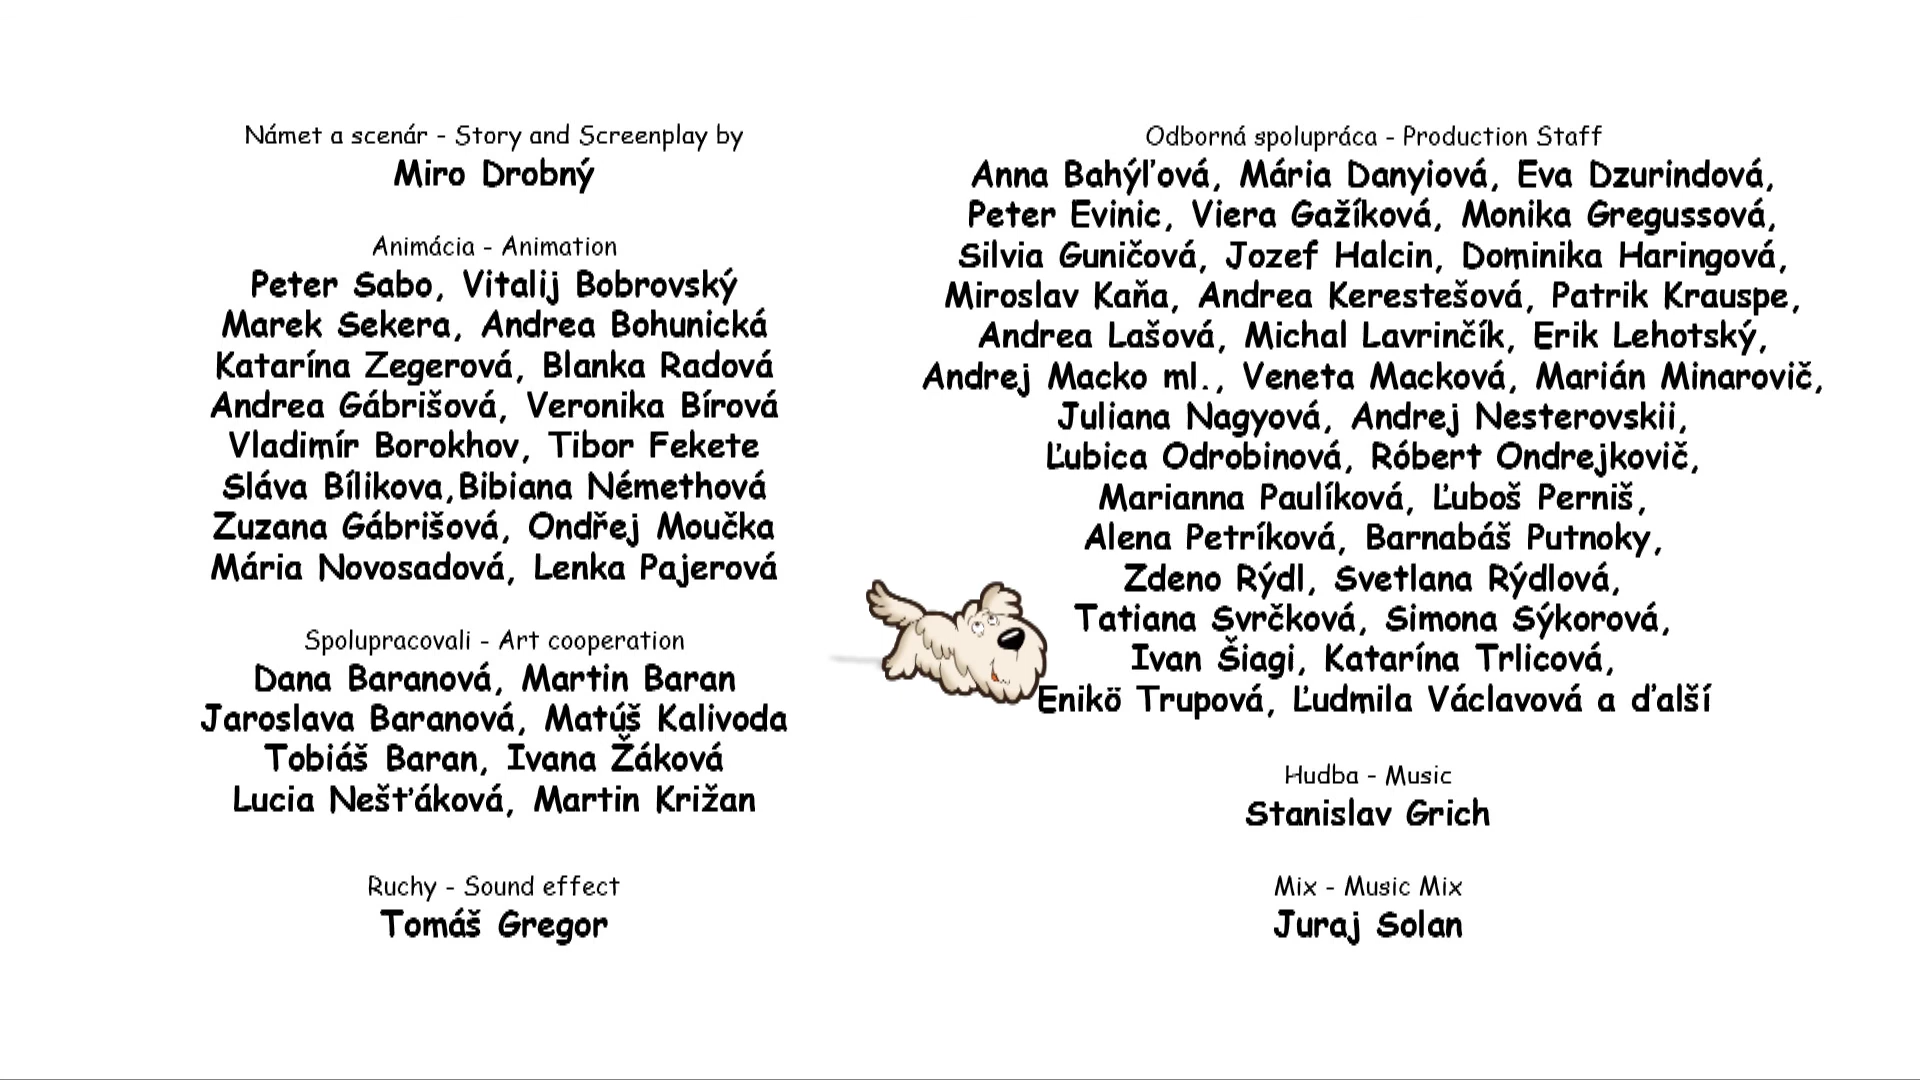 Námet a scenár - Story and Screenplay by
Miro Drobný
Animácia - Animation
Peter Sabo, Vitalij Bobrovský
Marek Sekera, Andrea Bohunická
Katarína Zegerová, Blanka Radová
Andrea Gábrišová, Veronika Bírová
Vladimír Borokhov, Tibor Fekete
Sláva Bílikova,Bibiana Némethová
Zuzana Gábrišová, Ondřej Moučka
Mária Novosadová, Lenka Pajerová
Spolupracovali - Art cooperation
Dana Baranová, Martin Baran
Jaroslava Baranová, Matúš Kalivoda
Tobiáš Baran, Ivana Žáková
Lucia Nešťáková, Martin Križan
Ruchy - Sound effect
Tomáš Gregor
Odborná spolupráca - Production Staff
Anna Bahýľová, Mária Danyiová, Eva Dzurindová,
Peter Evinic, Viera Gažíková, Monika Gregussová,
Silvia Guničová, Jozef Halcin, Dominika Haringová,
Miroslav Kaňa, Andrea Kerestešová, Patrik Krauspe,
Andrea Lašová, Michal Lavrinčík, Erik Lehotský,
Andrej Macko ml., Veneta Macková, Marián Minarovič,
Juliana Nagyová, Andrej Nesterovskii,
Ľubica Odrobinová, Róbert Ondrejkovič,
Marianna Paulíková, Ľuboš Perniš,
Alena Petríková, Barnabáš Putnoky,
Zdeno Rýdl, Svetlana Rýdlová,
Tatiana Svrčková, Simona Sýkorová,
Ivan Šiagi, Katarína Trlicová,
Enikö Trupová, Ľudmila Václavová a ďalší
Hudba - Music
Stanislav Grich
Mix - Music Mix
Juraj Solan